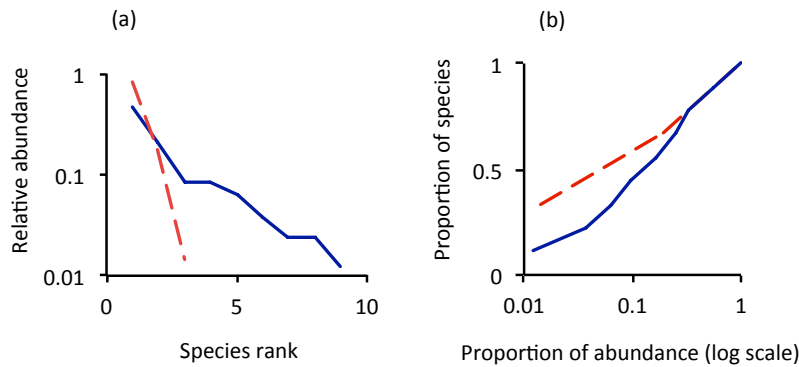 (a)
Relative abundance
1
0.1
0.01
0
5
10
Species rank
(b)
Proportion of species
1
0.5
0
0.01
0.1
1
Proportion of abundance (log scale)